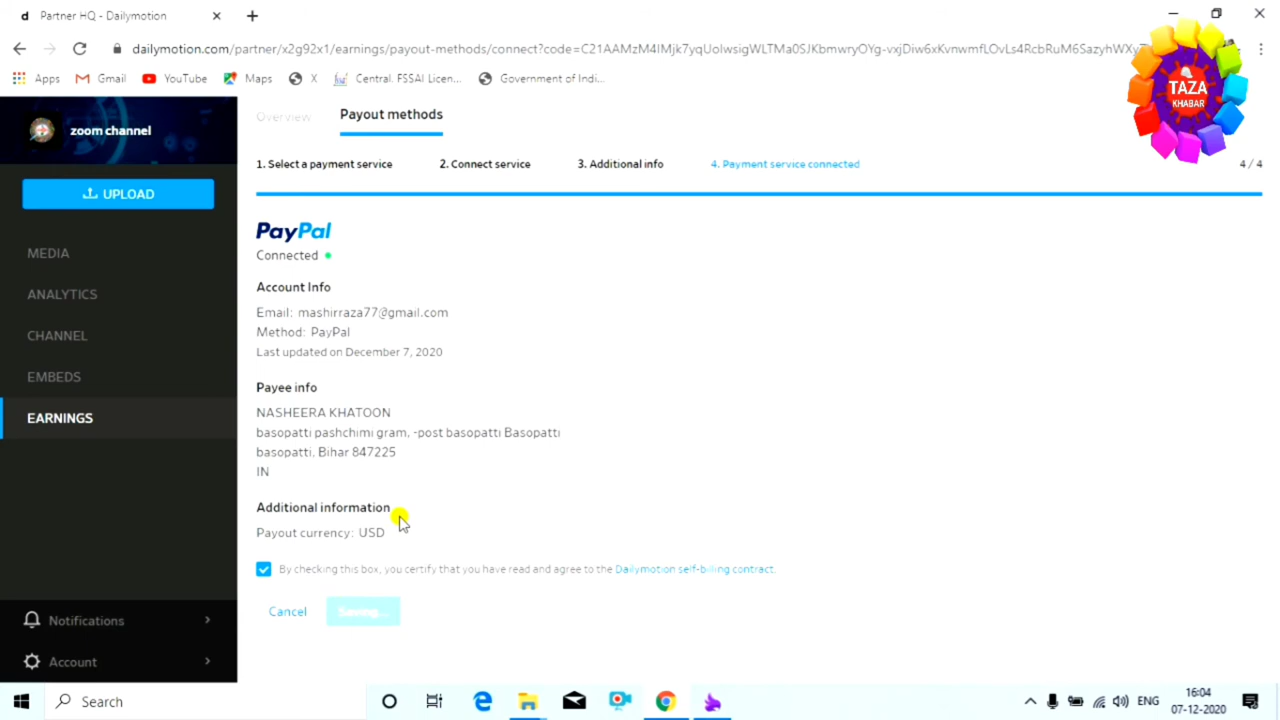 d Partner HQ - Dailymotion
dailymotion.com/partner/x2g92x1/earnings/payout-methods/connect?code=
Apps Gmail YouTube Maps X Central. FSSAI Licen... Government of Indi...
TAZA
KHABAR
zoom channel
UPLOAD
MEDIA
ANALYTICS
CHANNEL
EMBEDS
EARNINGS
Notifications
Account
Overview Payout methods
1. Select a payment service 2. Connect service 3. Additional info 4. Payment service connected 4 / 4
PayPal
Connected
Account Info
Email: mashirraza77@gmail.com
Method: PayPal
Last updated on December 7, 2020
Payee info
NASHEERA KHATOON
basopatti pashchimi gram, -post basopatti Basopatti
basopatti, Bihar 847225
IN
Additional information
Payout currency: USD
By checking this box, you certify that you have read and agree to the Dailymotion self-billing contract.
Cancel Saving...
Search
ENG
16:04
07-12-2020